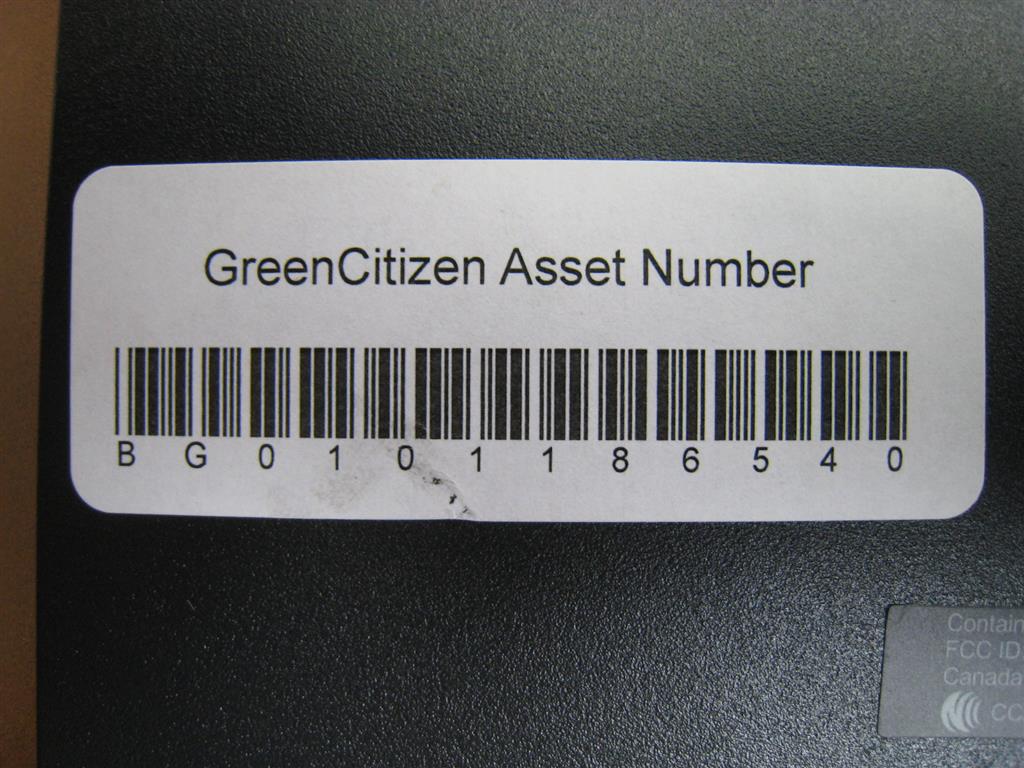 GreenCitizen Asset Number
B G 0 1 0 1 1 8 6 5 4 0
Contain
FCC ID
Canada
CC